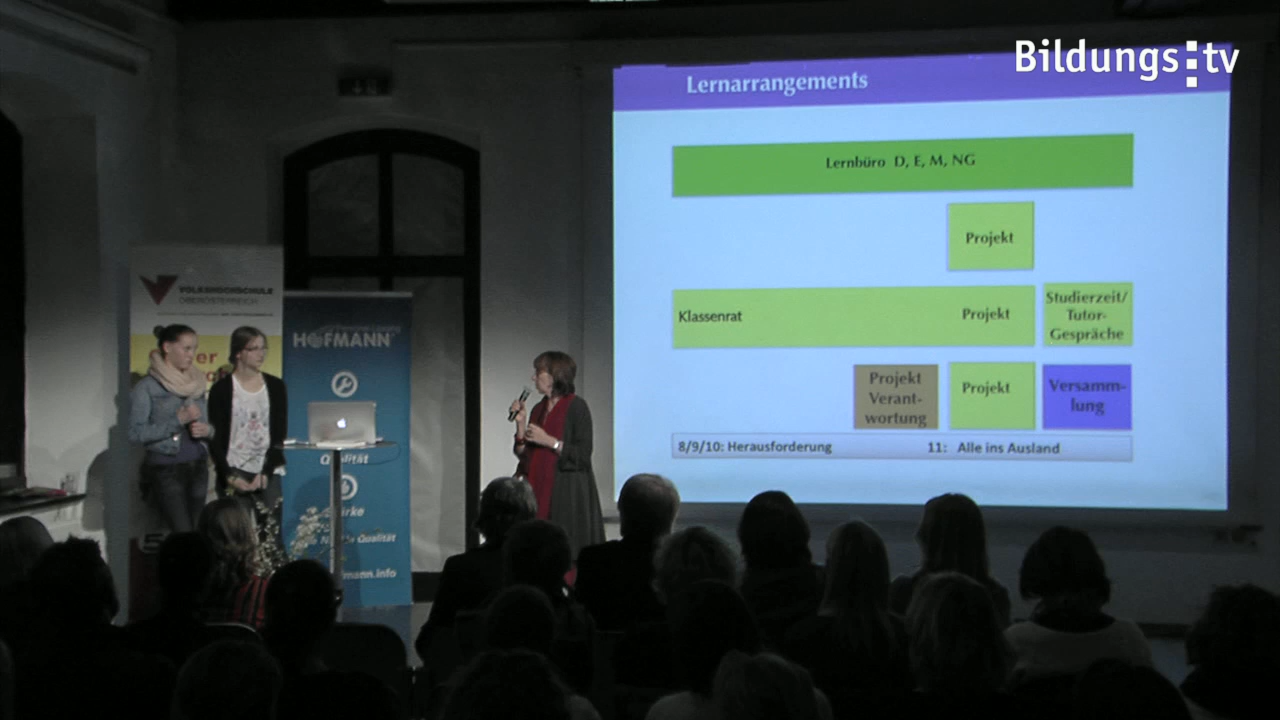 Bildungs:tv
Lernarrangements
Lernbüro D, E, M, NG
Projekt
Klassenrat
Projekt
Studierzeit/
Tutor-
Gespräche
Projekt
Verant-
wortung
Projekt
Versamm-
lung
8/9/10: Herausforderung
11: Alle ins Ausland
VOLKSHOCHSCHULE
OBERÖSTERREICH
HOFMANN
Qualität